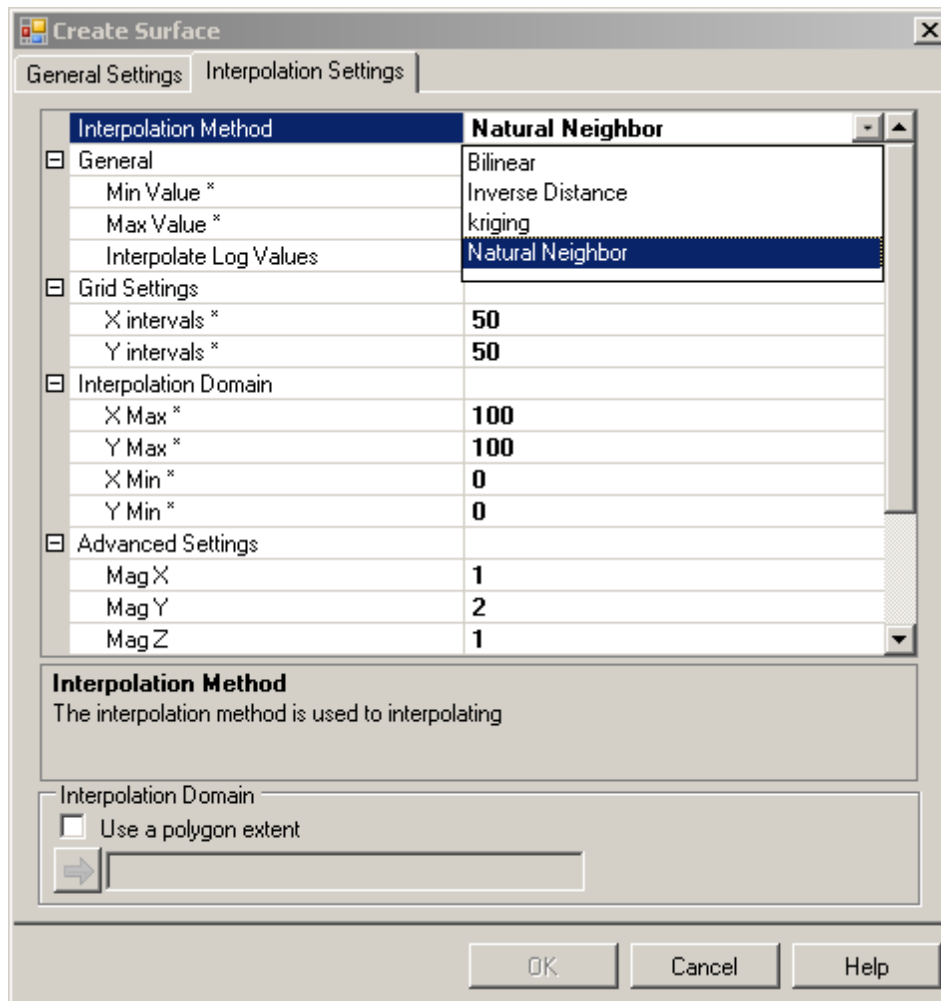 Create Surface
General Settings Interpolation Settings
Interpolation Method Natural Neighbor
General Bilinear
Min Value * Inverse Distance
Max Value * kriging
Interpolate Log Values Natural Neighbor
Grid Settings
X intervals * 50
Y intervals * 50
Interpolation Domain
X Max * 100
Y Max * 100
X Min * 0
Y Min * 0
Advanced Settings
Mag X 1
Mag Y 2
Mag Z 1
Interpolation Method
The interpolation method is used to interpolating
Interpolation Domain
Use a polygon extent
OK Cancel Help